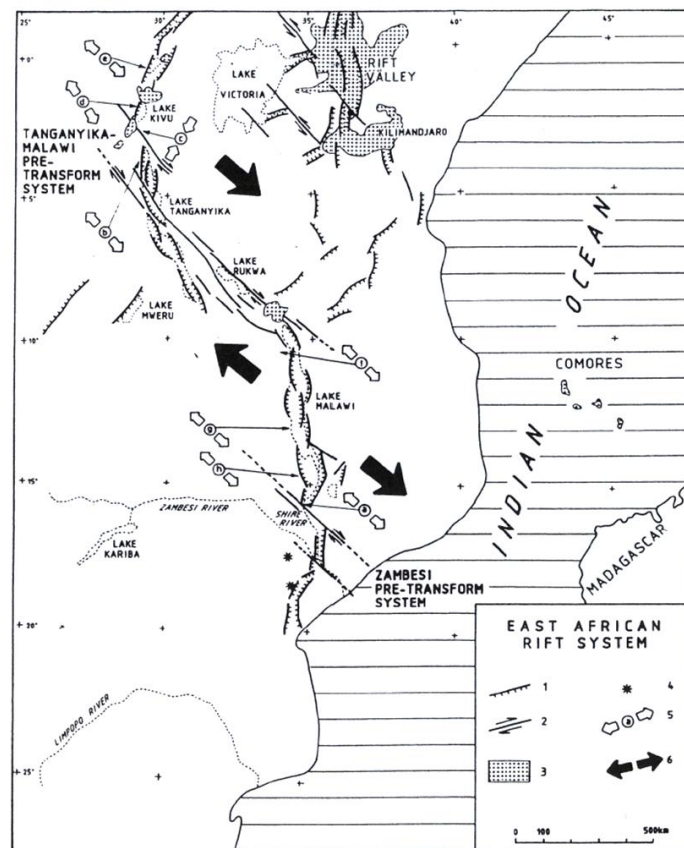 25°
30°
35°
40°
45°
0°
5°
10°
15°
20°
25°
LAKE
VICTORIA
RIFT
VÄLLEY
KILIMANDJARO
e
d
LAKE
KIVU
c
TANGANYIKA-
MALAWI
PRE-
TRANSFORM
SYSTEM
b
LAKE
TANGANYIKA
LAKE
RUKWA
LAKE
MWERU
f
LAKE
MALAWI
g
h
a
ZAMBESI RIVER
SHIRE
RIVER
LAKE
KARIBA
ZAMBESI
PRE-TRANSFORM
SYSTEM
LIMPOPO RIVER
INDIAN OCEAN
COMORES
MADAGASCAR
EAST AFRICAN
RIFT SYSTEM
1
2
3
4
a 5
6
0 100 500km